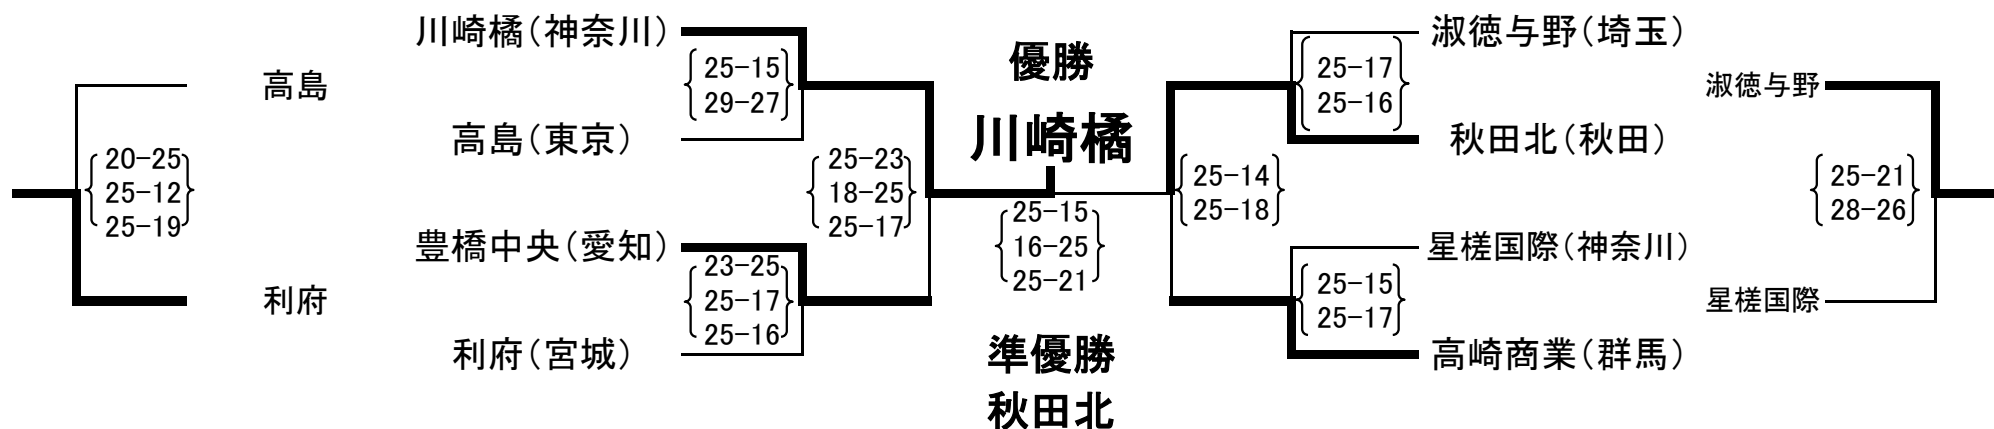 高島
20-25
25-12
25-19
利府
川崎橘（神奈川）
25-15
29-27
高島（東京）
25-23
18-25
25-17
豊橋中央（愛知）
23-25
25-17
25-16
利府（宮城）
優勝
川崎橘
25-15
16-25
25-21
準優勝
秋田北
淑徳与野（埼玉）
25-17
25-16
秋田北（秋田）
25-14
25-18
星槎国際（神奈川）
25-15
25-17
高崎商業（群馬）
淑徳与野
25-21
28-26
星槎国際